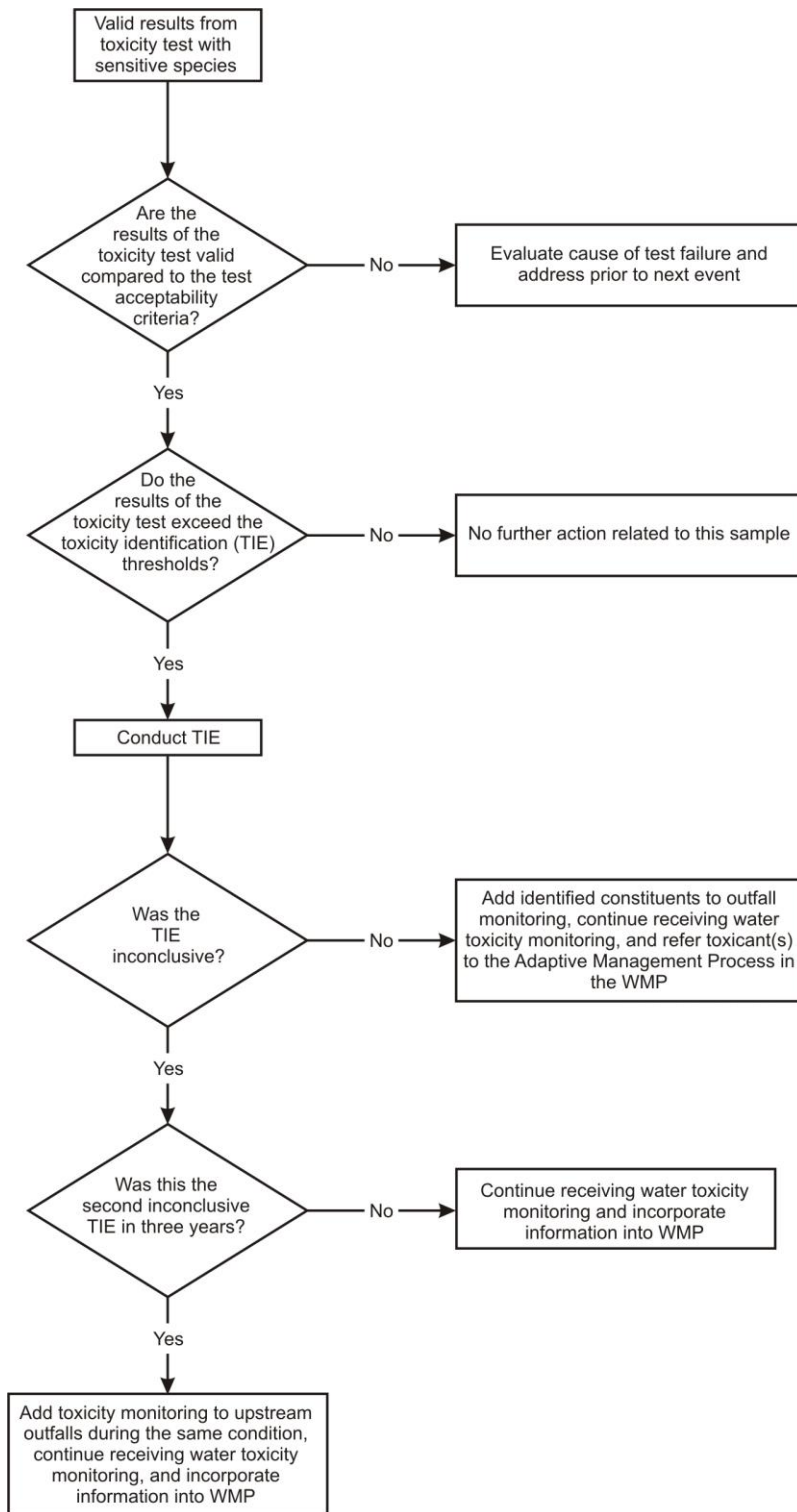 Valid results from
toxicity test with
sensitive species
Are the
results of the
toxicity test valid
compared to the test
acceptability
criteria?
No
Evaluate cause of test failure and
address prior to next event
Yes
Do the
results of the
toxicity test exceed the
toxicity identification (TIE)
thresholds?
No
No further action related to this sample
Yes
Conduct TIE
Was the
TIE
inconclusive?
No
Add identified constituents to outfall
monitoring, continue receiving water
toxicity monitoring, and refer toxicant(s)
to the Adaptive Management Process in
the WMP
Yes
Was this the
second inconclusive
TIE in three years?
No
Continue receiving water toxicity
monitoring and incorporate
information into WMP
Yes
Add toxicity monitoring to upstream
outfalls during the same condition,
continue receiving water toxicity
monitoring, and incorporate
information into WMP